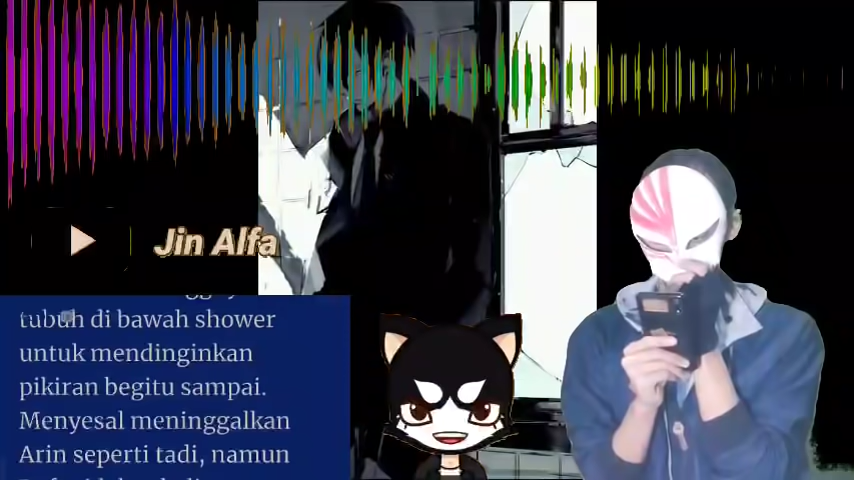 Jin Alfa
tubuh di bawah shower
untuk mendinginkan
pikiran begitu sampai.
Menyesal meninggalkan
Arin seperti tadi, namun